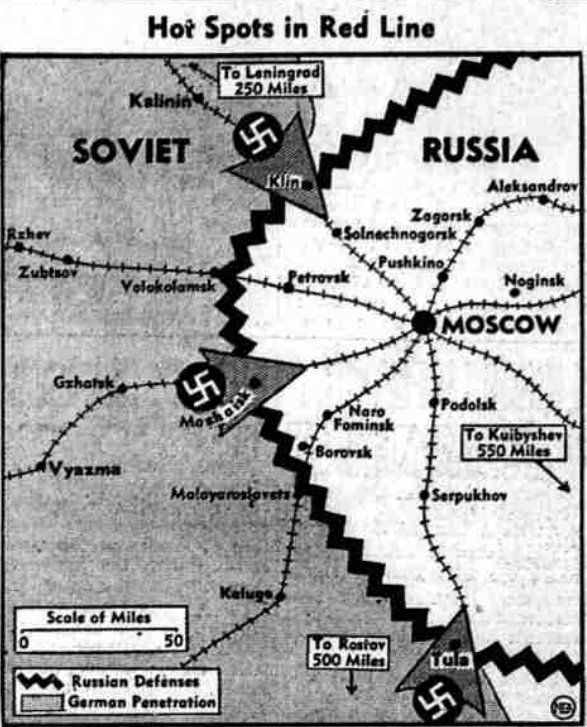 Hot Spots in Red Line
To Leningrad
250 Miles
Kalinin
SOVIET RUSSIA
Klin
Aleksandrov
Zagorsk
Solnechnogorsk
Rzhev
Zubtsov
Pushkino
Volokolamsk
Petrovsk
Noginsk
MOSCOW
Gzhatsk
Mozhaisk
Naro
Fominsk
Podolsk
Borovsk
To Kuibyshev
550 Miles
Vyazma
Maloyaroslavets
Serpukhov
Kaluga
Scale of Miles
0 50
To Rostov
500 Miles
Tula
Russian Defenses
German Penetration
NEA